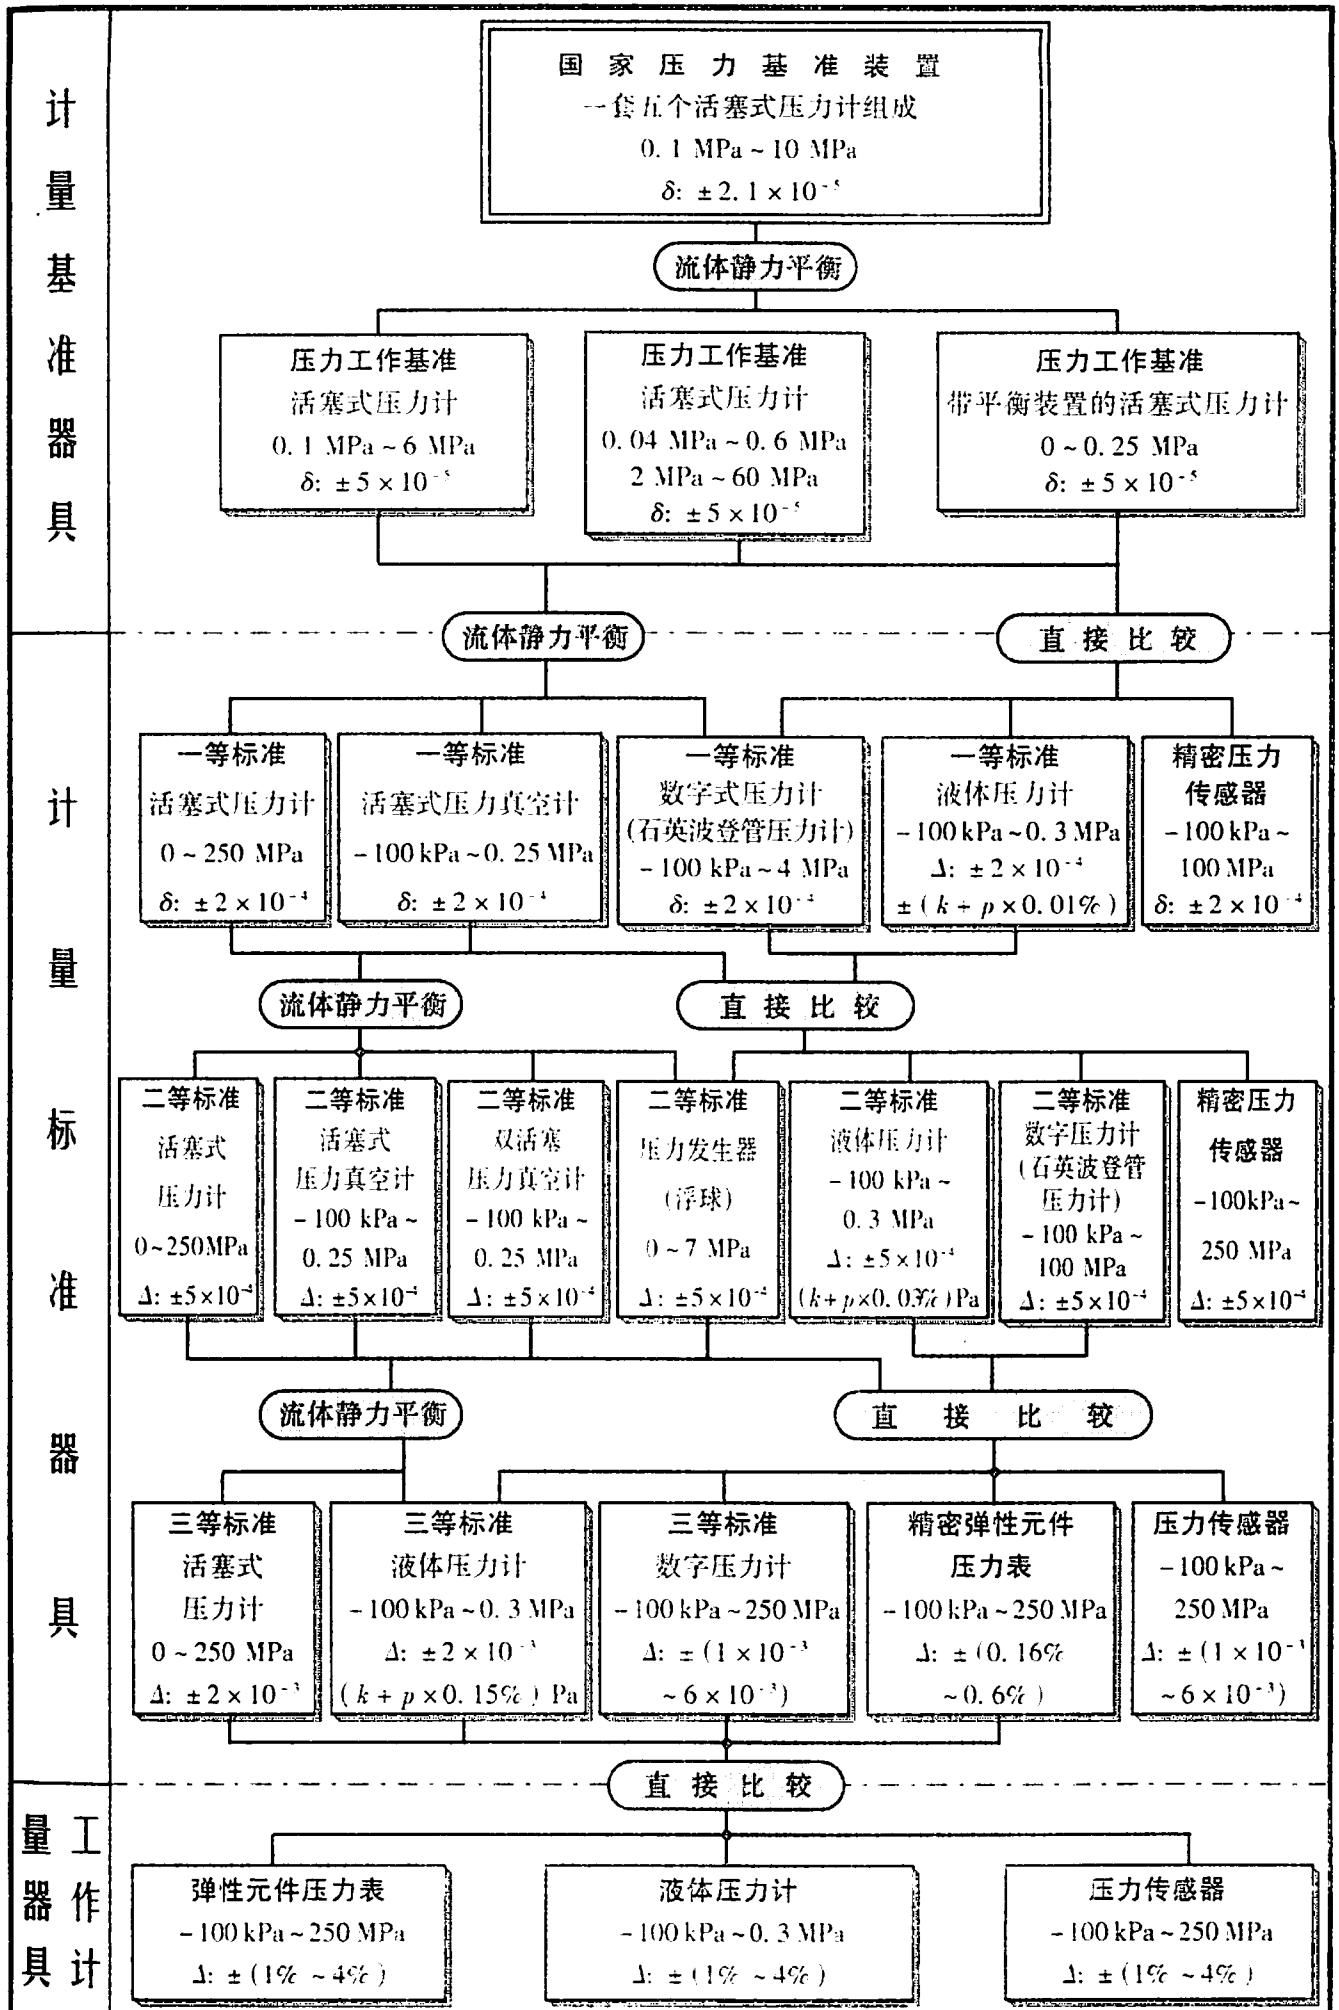 计量基准器具
国家压力基准装置
一套五个活塞式压力计组成
0.1 MPa ~ 10 MPa
δ: ±2.1×10⁻⁵
流体静力平衡
压力工作基准
活塞式压力计
0.1 MPa ~ 6 MPa
δ: ±5×10⁻⁵
压力工作基准
活塞式压力计
0.04 MPa ~ 0.6 MPa
2 MPa ~ 60 MPa
δ: ±5×10⁻⁵
压力工作基准
带平衡装置的活塞式压力计
0 ~ 0.25 MPa
δ: ±5×10⁻⁵
流体静力平衡
直接比较
计量标准器具
一等标准
活塞式压力计
0 ~ 250 MPa
δ: ±2×10⁻⁴
一等标准
活塞式压力真空计
-100 kPa ~ 0.25 MPa
δ: ±2×10⁻⁴
一等标准
数字式压力计
(石英波登管压力计)
-100 kPa ~ 4 MPa
δ: ±2×10⁻⁴
一等标准
液体压力计
-100 kPa ~ 0.3 MPa
Δ: ±2×10⁻⁴
±(k + p×0.01%)
精密压力
传感器
-100 kPa ~
100 MPa
δ: ±2×10⁻⁴
流体静力平衡
直接比较
二等标准
活塞式
压力计
0~250MPa
Δ: ±5×10⁻⁴
二等标准
活塞式
压力真空计
-100 kPa ~
0.25 MPa
Δ: ±5×10⁻⁴
二等标准
双活塞
压力真空计
-100 kPa ~
0.25 MPa
Δ: ±5×10⁻⁴
二等标准
压力发生器
(浮球)
0 ~ 7 MPa
Δ: ±5×10⁻⁴
二等标准
液体压力计
-100 kPa ~
0.3 MPa
Δ: ±5×10⁻⁴
(k+p×0.03%)Pa
二等标准
数字压力计
(石英波登管
压力计)
-100 kPa ~
100 MPa
Δ: ±5×10⁻⁴
精密压力
传感器
-100kPa~
250 MPa
Δ: ±5×10⁻⁴
流体静力平衡
直接比较
三等标准
活塞式
压力计
0 ~ 250 MPa
Δ: ±2×10⁻³
三等标准
液体压力计
-100 kPa ~ 0.3 MPa
Δ: ±2×10⁻³
(k + p×0.15%) Pa
三等标准
数字压力计
-100 kPa ~ 250 MPa
Δ: ±(1×10⁻³
~6×10⁻³)
精密弹性元件
压力表
-100 kPa ~ 250 MPa
Δ: ±(0.16%
~0.6%)
压力传感器
-100 kPa ~
250 MPa
Δ: ±(1×10⁻³
~6×10⁻³)
直接比较
工作计量器具
弹性元件压力表
-100 kPa ~ 250 MPa
Δ: ±(1% ~ 4%)
液体压力计
-100 kPa ~ 0.3 MPa
Δ: ±(1% ~ 4%)
压力传感器
-100 kPa ~ 250 MPa
Δ: ±(1% ~ 4%)